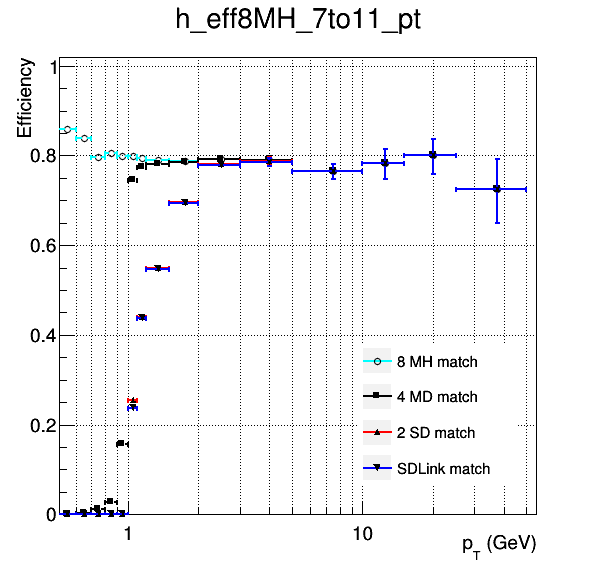 h_eff8MH_7to11_pt
Efficiency
1
0.8
0.6
0.4
0.2
0
8 MH match
4 MD match
2 SD match
SDLink match
1
10
p_T (GeV)